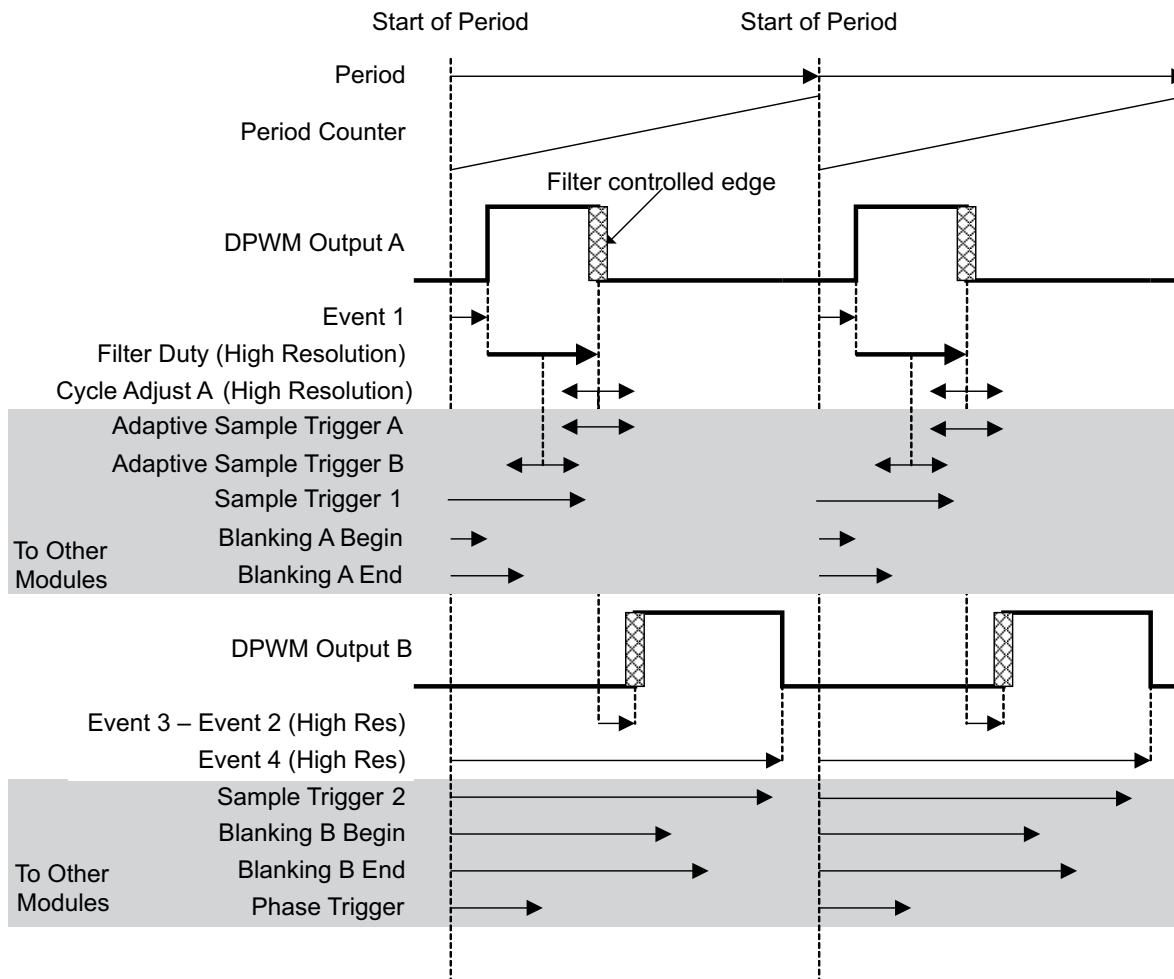 Start of Period
Start of Period
Period
Period Counter
Filter controlled edge
DPWM Output A
Event 1
Filter Duty (High Resolution)
Cycle Adjust A (High Resolution)
Adaptive Sample Trigger A
Adaptive Sample Trigger B
Sample Trigger 1
Blanking A Begin
To Other
Modules
Blanking A End
DPWM Output B
Event 3 – Event 2 (High Res)
Event 4 (High Res)
Sample Trigger 2
Blanking B Begin
Blanking B End
To Other
Modules
Phase Trigger